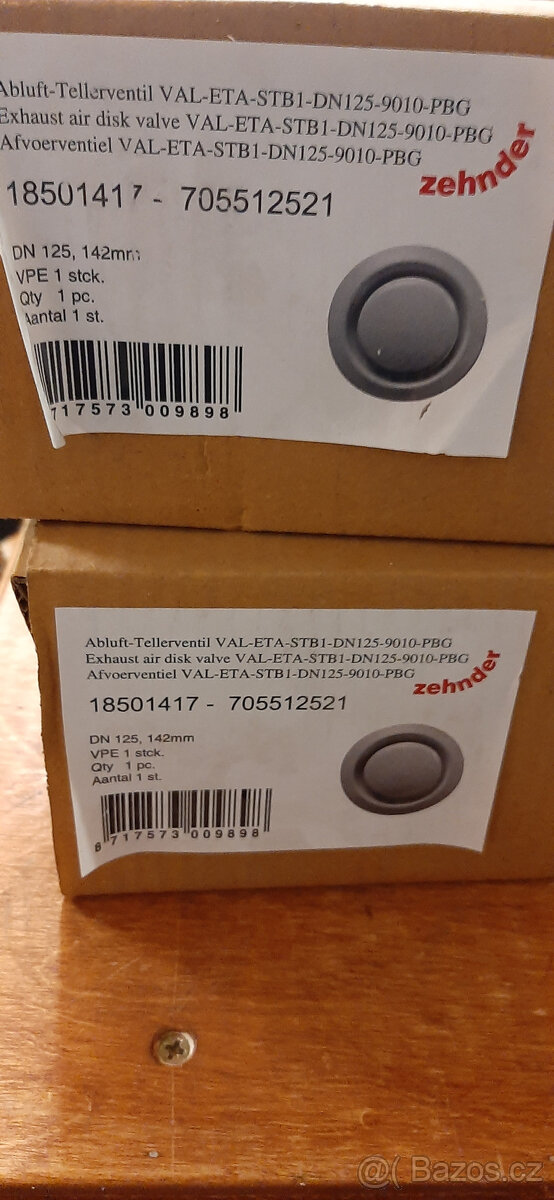 Abluft-Tellerventil VAL-ETA-STB1-DN125-9010-PBG
Exhaust air disk valve VAL-ETA-STB1-DN125-9010-PBG
Afvoerventiel VAL-ETA-STB1-DN125-9010-PBG
zehnder
18501417 - 705512521
DN 125, 142mm
VPE 1 stck.
Qty 1 pc.
Aantal 1 st.
717573 009898
Abluft-Tellerventil VAL-ETA-STB1-DN125-9010-PBG
Exhaust air disk valve VAL-ETA-STB1-DN125-9010-PBG
Afvoerventiel VAL-ETA-STB1-DN125-9010-PBG
zehnder
18501417 - 705512521
DN 125, 142mm
VPE 1 stck.
Qty 1 pc.
Aantal 1 st.
8 717573 009898
@( Bazos.cz